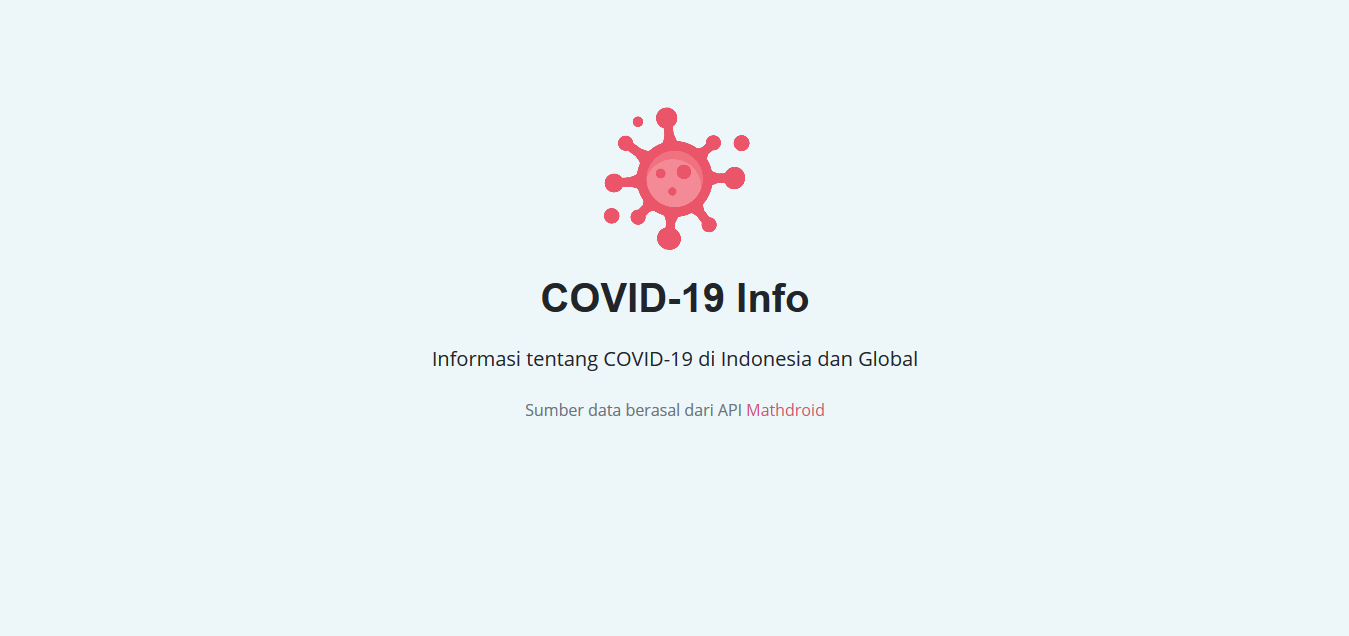 COVID-19 Info
Informasi tentang COVID-19 di Indonesia dan Global
Sumber data berasal dari API Mathdroid